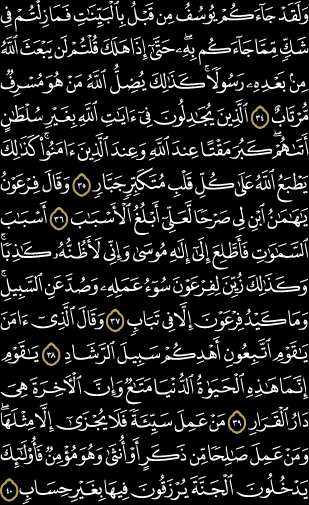 وَلَقَدْ جَآءَكُمْ يُوسُفُ مِن قَبْلُ بِٱلْبَيِّنَٰتِ فَمَا زِلْتُمْ فِى
شَكٍّ مِّمَّا جَآءَكُم بِهِۦ حَتَّىٰٓ إِذَا هَلَكَ قُلْتُمْ لَن يَبْعَثَ ٱللَّهُ
مِنۢ بَعْدِهِۦ رَسُولًا ۚ كَذَٰلِكَ يُضِلُّ ٱللَّهُ مَنْ هُوَ مُسْرِفٌ
مُّرْتَابٌ ٣٤ ٱلَّذِينَ يُجَٰدِلُونَ فِىٓ ءَايَٰتِ ٱللَّهِ بِغَيْرِ سُلْطَٰنٍ
أَتَىٰهُمْ ۖ كَبُرَ مَقْتًا عِندَ ٱللَّهِ وَعِندَ ٱلَّذِينَ ءَامَنُوا۟ ۚ كَذَٰلِكَ
يَطْبَعُ ٱللَّهُ عَلَىٰ كُلِّ قَلْبِ مُتَكَبِّرٍ جَبَّارٍ ٣٥ وَقَالَ فِرْعَوْنُ
يَٰهَٰمَٰنُ ٱبْنِ لِى صَرْحًا لَّعَلِّىٓ أَبْلُغُ ٱلْأَسْبَٰبَ ٣٦ أَسْبَٰبَ
ٱلسَّمَٰوَٰتِ فَأَطَّلِعَ إِلَىٰٓ إِلَٰهِ مُوسَىٰ وَإِنِّى لَأَظُنُّهُۥ كَٰذِبًا ۚ
وَكَذَٰلِكَ زُيِّنَ لِفِرْعَوْنَ سُوٓءُ عَمَلِهِۦ وَصُدَّ عَنِ ٱلسَّبِيلِ ۚ
وَمَا كَيْدُ فِرْعَوْنَ إِلَّا فِى تَبَابٍ ٣٧ وَقَالَ ٱلَّذِىٓ ءَامَنَ
يَٰقَوْمِ ٱتَّبِعُونِ أَهْدِكُمْ سَبِيلَ ٱلرَّشَادِ ٣٨ يَٰقَوْمِ
إِنَّمَا هَٰذِهِ ٱلْحَيَوٰةُ ٱلدُّنْيَا مَتَٰعٌ وَإِنَّ ٱلْءَاخِرَةَ هِىَ
دَارُ ٱلْقَرَارِ ٣٩ مَنْ عَمِلَ سَيِّئَةً فَلَا يُجْزَىٰٓ إِلَّا مِثْلَهَا ۖ
وَمَنْ عَمِلَ صَٰلِحًا مِّن ذَكَرٍ أَوْ أُنثَىٰ وَهُوَ مُؤْمِنٌ فَأُو۟لَٰٓئِكَ
يَدْخُلُونَ ٱلْجَنَّةَ يُرْزَقُونَ فِيهَا بِغَيْرِ حِسَابٍ ٤٠